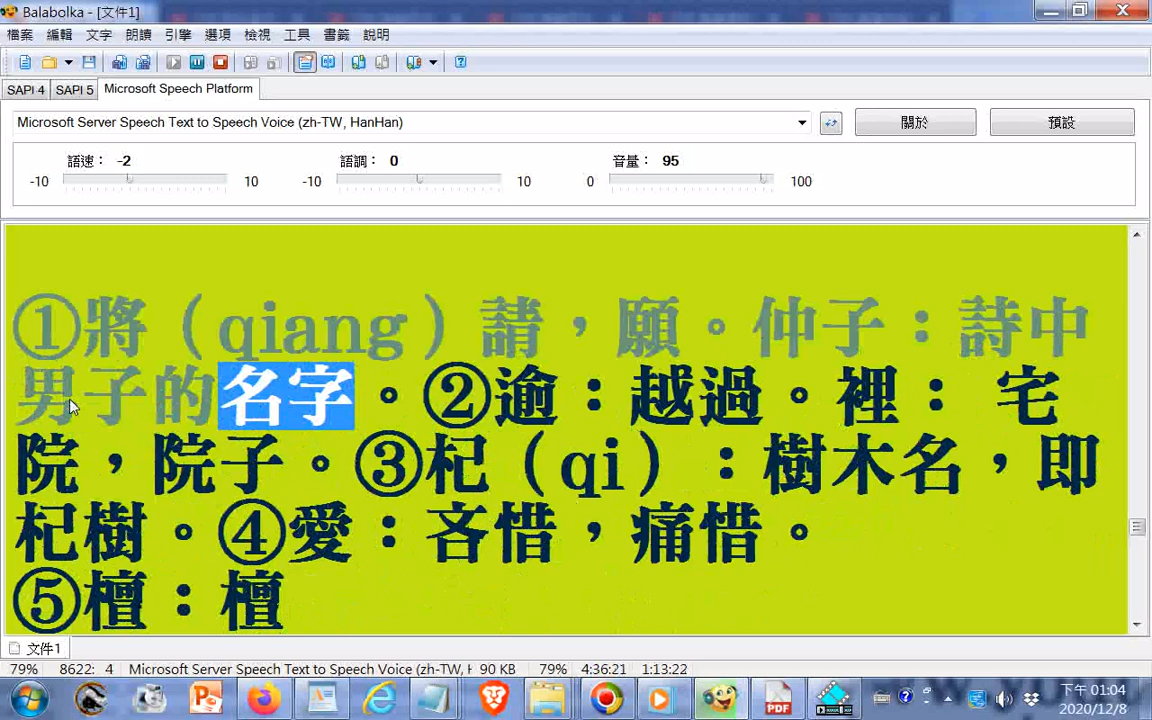 Balabolka - [文件1]
檔案 編輯 文字 朗讀 引擎 選項 檢視 工具 書籤 說明
SAPI 4 SAPI 5 Microsoft Speech Platform
Microsoft Server Speech Text to Speech Voice (zh-TW, HanHan) 關於 預設
語速： -2 語調： 0 音量： 95
-10 10 -10 10 0 100
①將（qiang）請，願。仲子：詩中
男子的名字。②逾：越過。裡： 宅
院，院子。③杞（qi）：樹木名，即
杞樹。④愛：吝惜，痛惜。
⑤檀：檀
文件1
79% 8622: 4 Microsoft Server Speech Text to Speech Voice (zh-TW, H 90 KB 79% 4:36:21 1:13:22
下午 01:04
2020/12/8